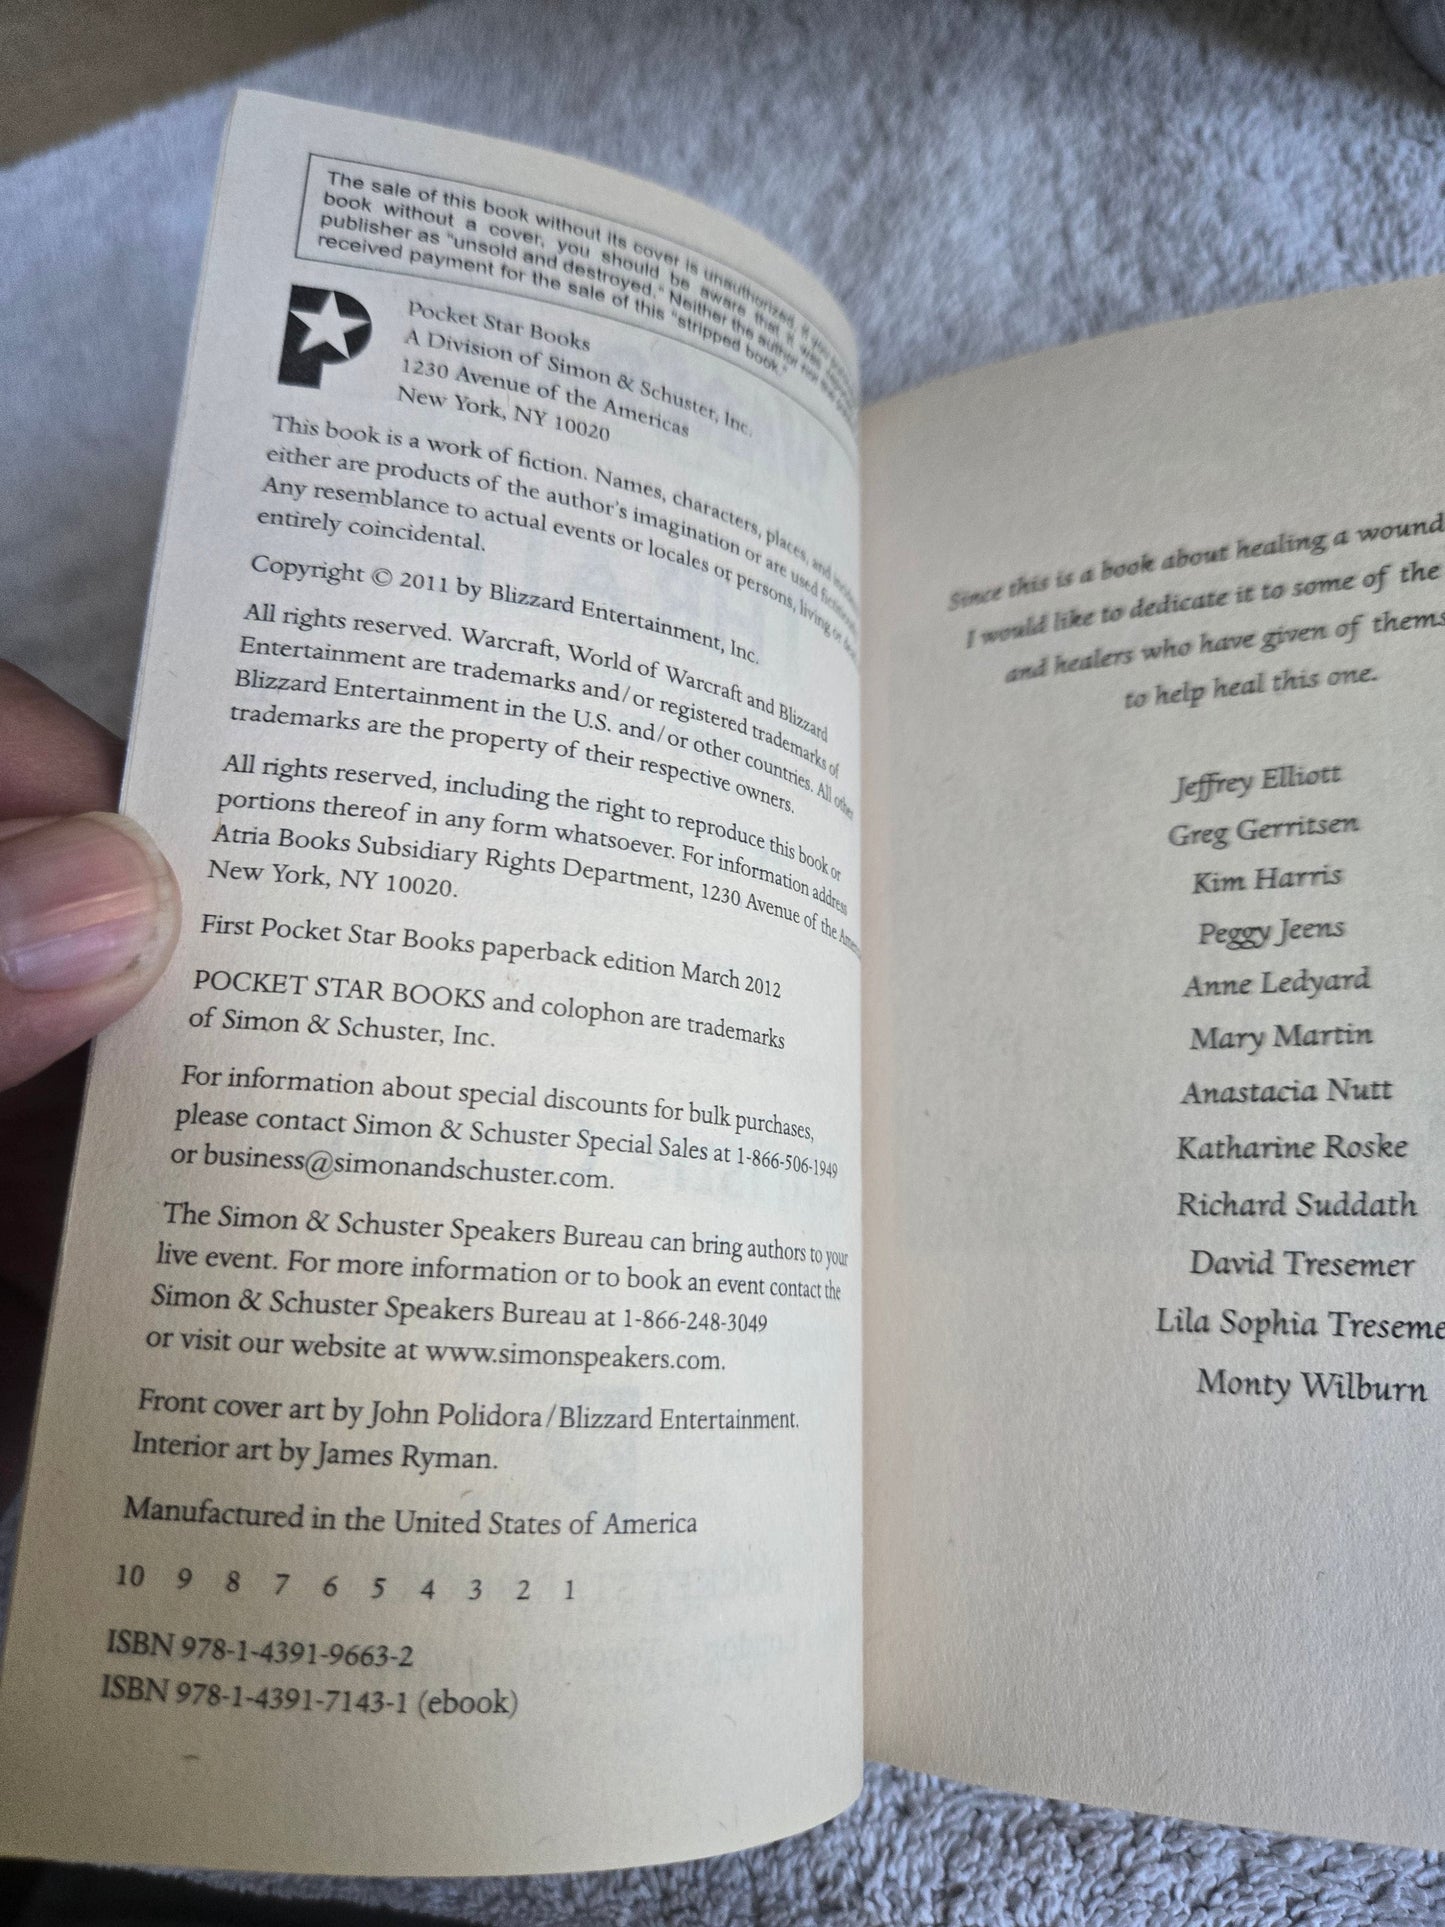 The sale of this book without its cover is unauthorized. If you
book without a cover, you should be aware that it was
publisher as "unsold and destroyed." Neither the author nor the
received payment for the sale of this "stripped book."
P
Pocket Star Books
A Division of Simon & Schuster, Inc.
1230 Avenue of the Americas
New York, NY 10020
This book is a work of fiction. Names, characters, places, and
either are products of the author's imagination or are used
Any resemblance to actual events or locales or persons, living or
entirely coincidental.
Copyright © 2011 by Blizzard Entertainment, Inc.
All rights reserved. Warcraft, World of Warcraft and Blizzard
Entertainment are trademarks and/or registered trademarks of
Blizzard Entertainment in the U.S. and/or other countries. All other
trademarks are the property of their respective owners.
All rights reserved, including the right to reproduce this book or
portions thereof in any form whatsoever. For information address
Atria Books Subsidiary Rights Department, 1230 Avenue of the
New York, NY 10020.
First Pocket Star Books paperback edition March 2012
POCKET STAR BOOKS and colophon are trademarks
of Simon & Schuster, Inc.
For information about special discounts for bulk purchases,
please contact Simon & Schuster Special Sales at 1-866-506-1949
or business@simonandschuster.com.
The Simon & Schuster Speakers Bureau can bring authors to your
live event. For more information or to book an event contact the
Simon & Schuster Speakers Bureau at 1-866-248-3049
or visit our website at www.simonspeakers.com.
Front cover art by John Polidora/Blizzard Entertainment.
Interior art by James Ryman.
Manufactured in the United States of America
10 9 8 7 6 5 4 3 2 1
ISBN 978-1-4391-9663-2
ISBN 978-1-4391-7143-1 (ebook)
Since this is a book about healing a wound
I would like to dedicate it to some of the
and healers who have given of thems
to help heal this one.
Jeffrey Elliott
Greg Gerritsen
Kim Harris
Peggy Jeens
Anne Ledyard
Mary Martin
Anastacia Nutt
Katharine Roske
Richard Suddath
David Tresemer
Lila Sophia Treseme
Monty Wilburn